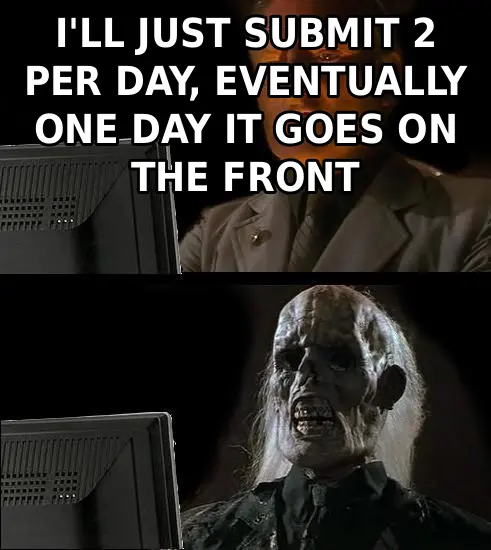 I'LL JUST SUBMIT 2
PER DAY, EVENTUALLY
ONE DAY IT GOES ON
THE FRONT